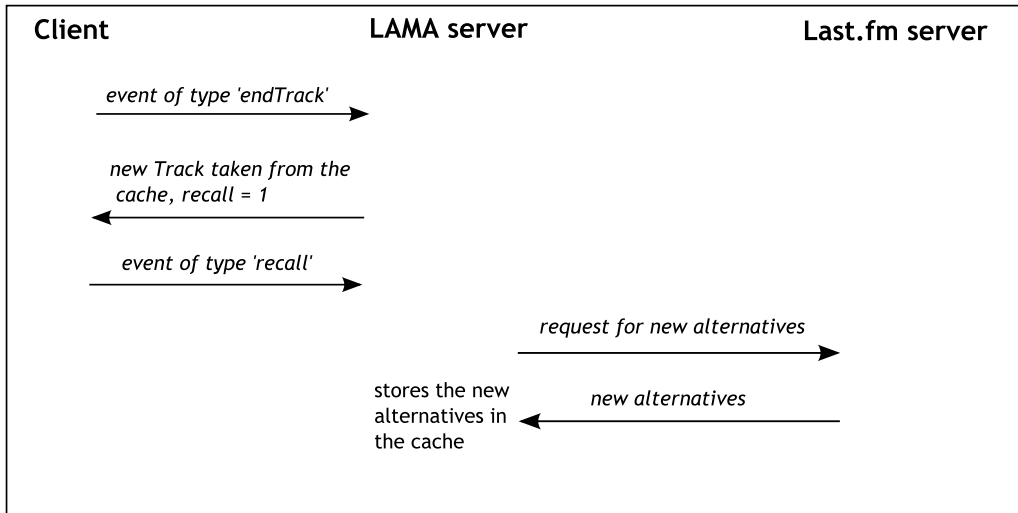 Client
LAMA server
Last.fm server
event of type 'endTrack'
new Track taken from the
cache, recall = 1
event of type 'recall'
request for new alternatives
stores the new
alternatives in
the cache
new alternatives